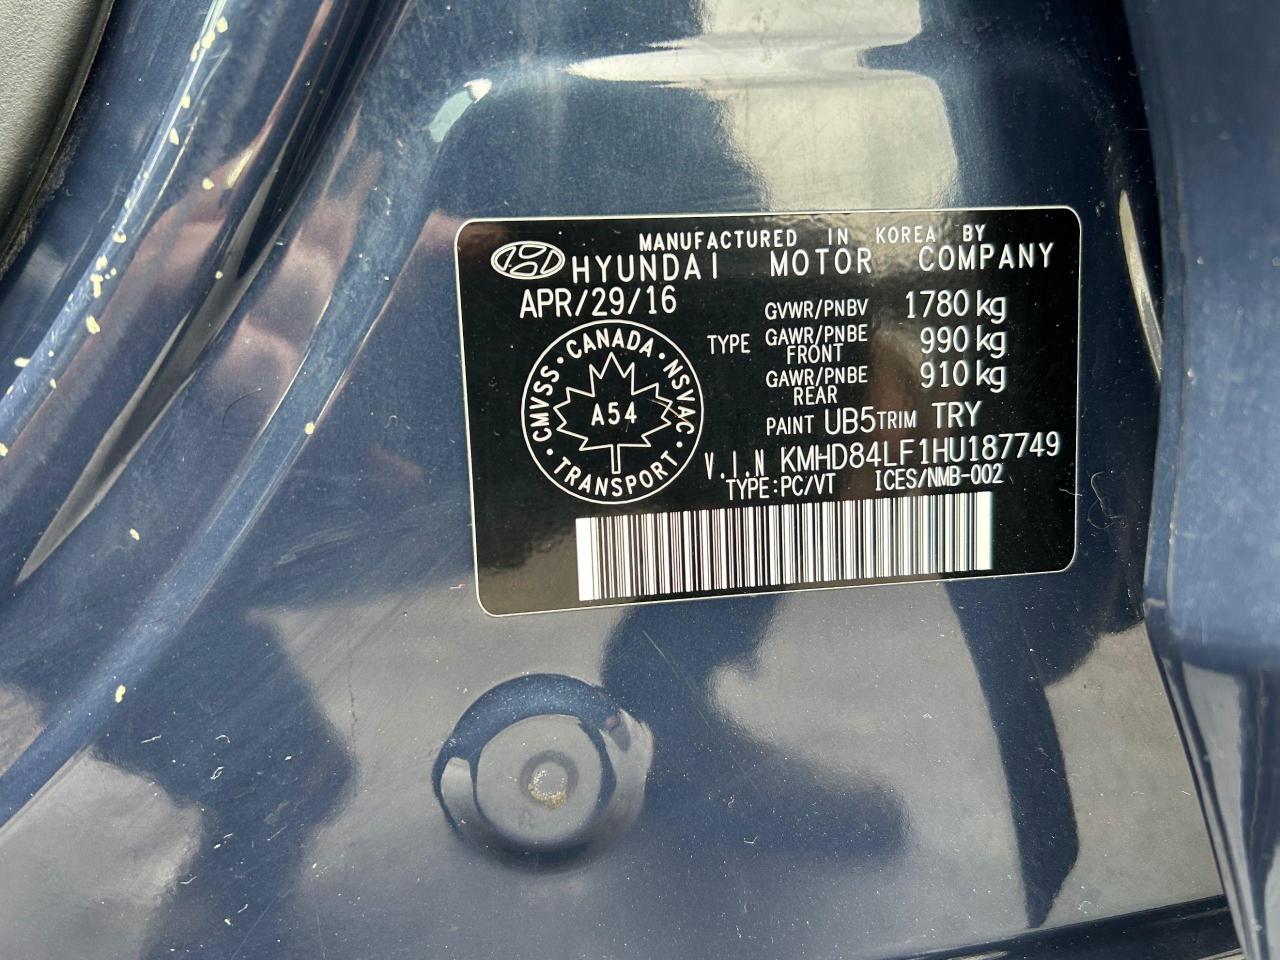 MANUFACTURED IN KOREA BY
HYUNDAI MOTOR COMPANY
APR/29/16
GVWR/PNBV 1780 kg
TYPE GAWR/PNBE FRONT 990 kg
GAWR/PNBE REAR 910 kg
PAINT UB5 TRIM TRY
V.I.N KMHD84LF1HU187749
TYPE:PC/VT ICES/NMB-002
CMVSS • CANADA • NSVAC • TRANSPORT •
A54